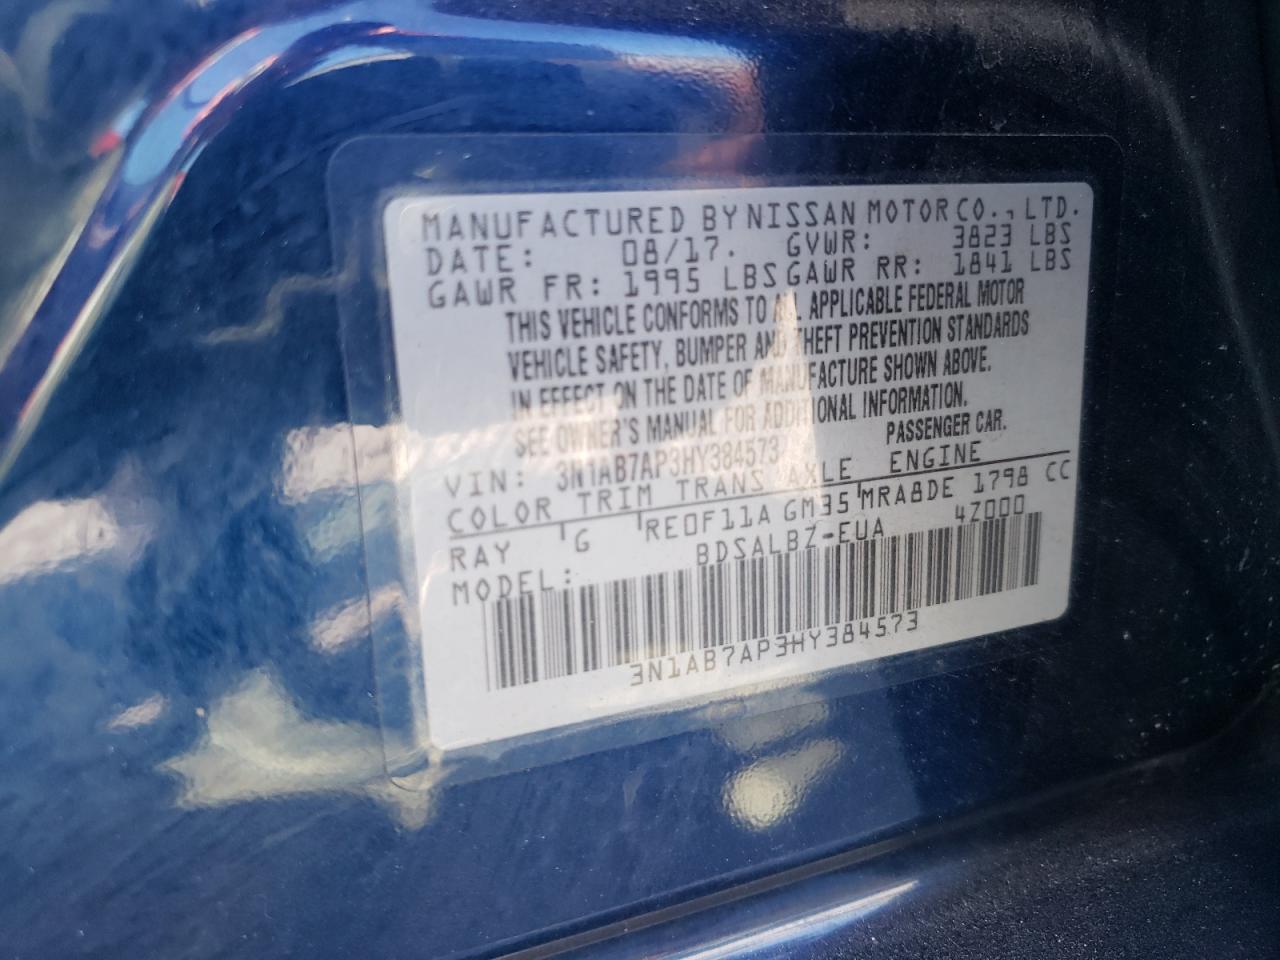 MANUFACTURED BY NISSAN MOTOR CO., LTD.
DATE: 08/17. GVWR: 3823 LBS
GAWR FR: 1995 LBS GAWR RR: 1841 LBS
THIS VEHICLE CONFORMS TO ALL APPLICABLE FEDERAL MOTOR
VEHICLE SAFETY, BUMPER AND THEFT PREVENTION STANDARDS
IN EFFECT ON THE DATE OF MANUFACTURE SHOWN ABOVE.
SEE OWNER'S MANUAL FOR ADDITIONAL INFORMATION.
VIN: 3N1AB7AP3HY384573 PASSENGER CAR.
COLOR TRIM TRANS AXLE ENGINE
RAY G RE0F11A GM35 MRA8DE 1798 CC
MODEL: BDSALBZ-EUA 4Z000
3N1AB7AP3HY384573